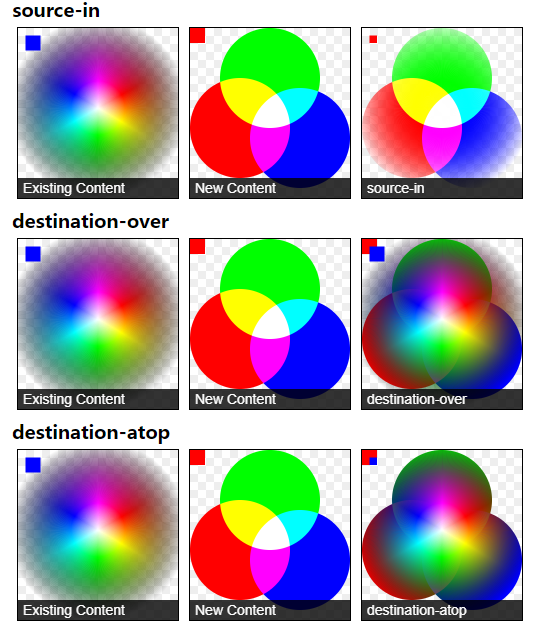 source-in
Existing Content
New Content
source-in
destination-over
Existing Content
New Content
destination-over
destination-atop
Existing Content
New Content
destination-atop